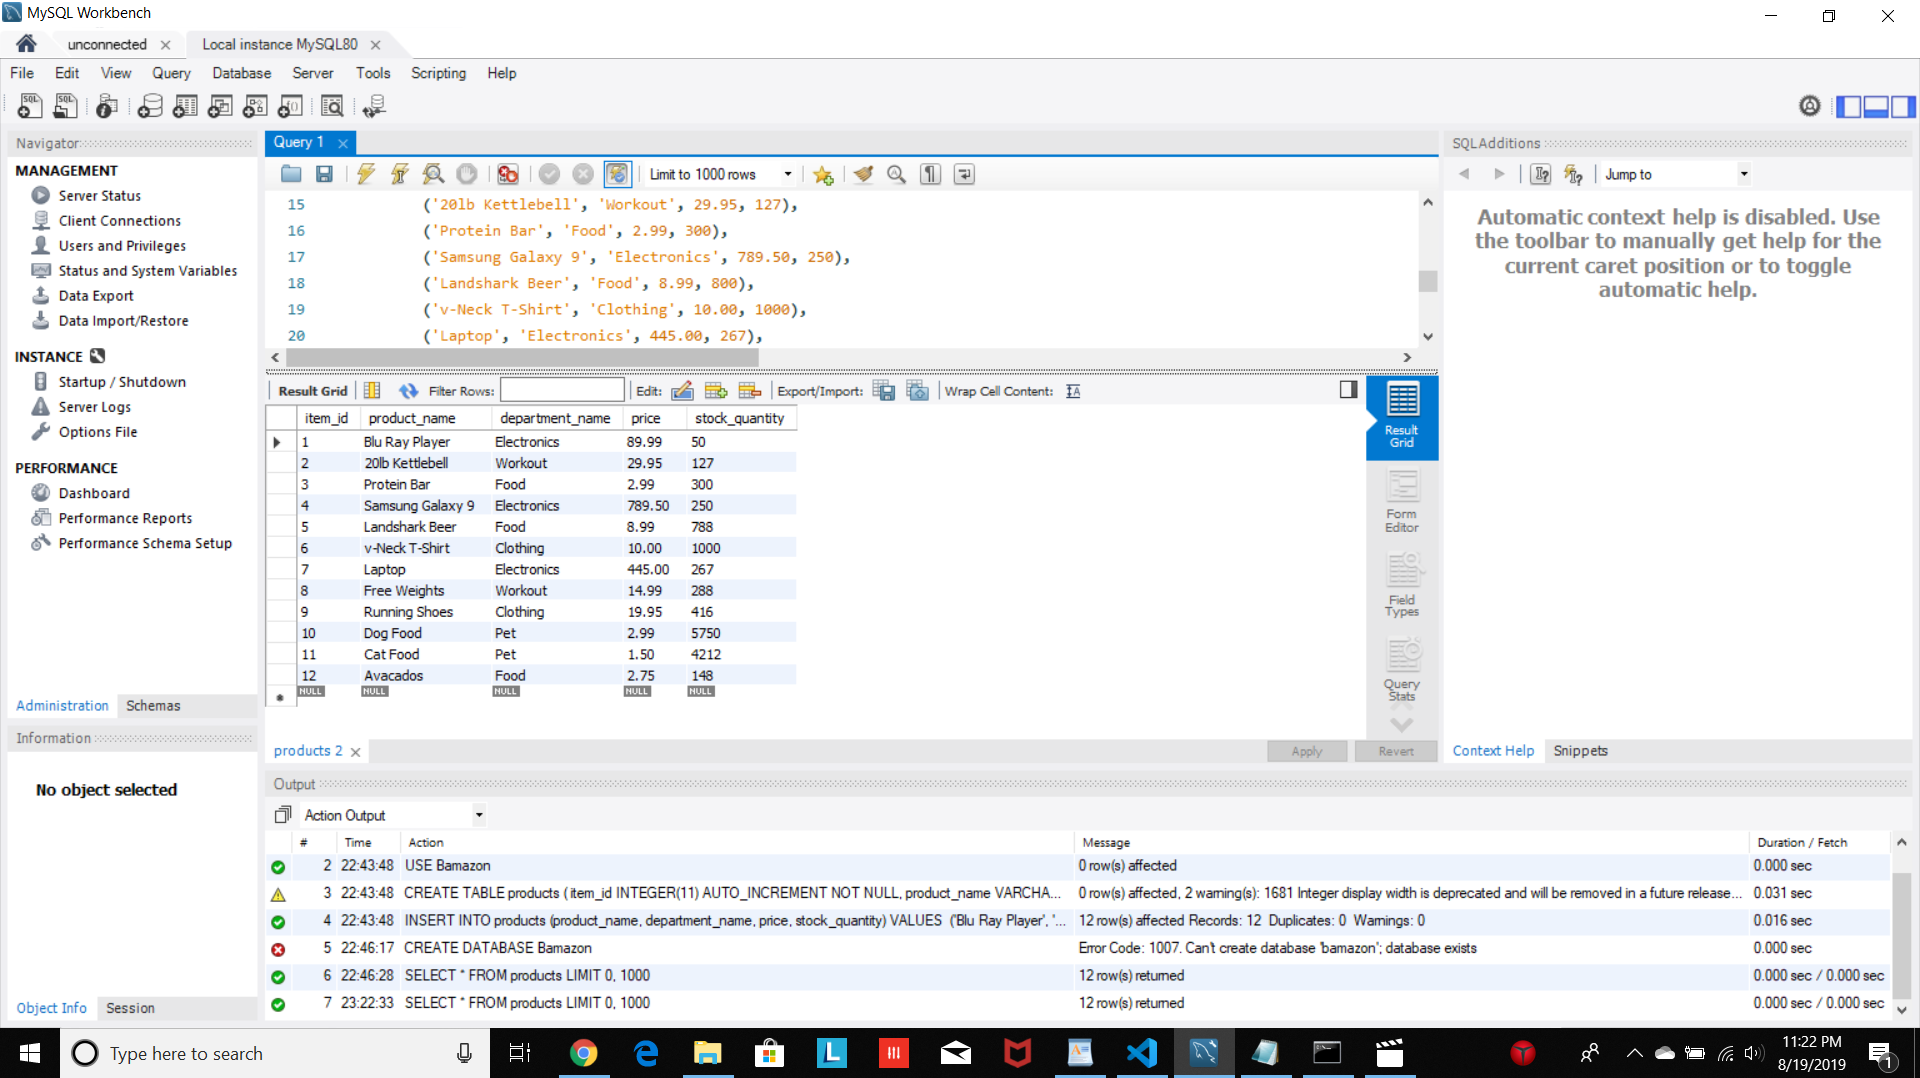 MySQL Workbench
unconnected
Local instance MySQL80
File Edit View Query Database Server Tools Scripting Help
Navigator
MANAGEMENT
Server Status
Client Connections
Users and Privileges
Status and System Variables
Data Export
Data Import/Restore
INSTANCE
Startup / Shutdown
Server Logs
Options File
PERFORMANCE
Dashboard
Performance Reports
Performance Schema Setup
Administration Schemas
Information
No object selected
Object Info Session
Query 1
Limit to 1000 rows
15 ('20lb Kettlebell', 'Workout', 29.95, 127),
16 ('Protein Bar', 'Food', 2.99, 300),
17 ('Samsung Galaxy 9', 'Electronics', 789.50, 250),
18 ('Landshark Beer', 'Food', 8.99, 800),
19 ('v-Neck T-Shirt', 'Clothing', 10.00, 1000),
20 ('Laptop', 'Electronics', 445.00, 267),
Result Grid Filter Rows: Edit: Export/Import: Wrap Cell Content: IA
item_id product_name department_name price stock_quantity
1 Blu Ray Player Electronics 89.99 50
2 20lb Kettlebell Workout 29.95 127
3 Protein Bar Food 2.99 300
4 Samsung Galaxy 9 Electronics 789.50 250
5 Landshark Beer Food 8.99 788
6 v-Neck T-Shirt Clothing 10.00 1000
7 Laptop Electronics 445.00 267
8 Free Weights Workout 14.99 288
9 Running Shoes Clothing 19.95 416
10 Dog Food Pet 2.99 5750
11 Cat Food Pet 1.50 4212
12 Avacados Food 2.75 148
NULL NULL NULL NULL NULL
Result
Grid
Form
Editor
Field
Types
Query
Stats
products 2
Apply Revert
SQLAdditions
Jump to
Automatic context help is disabled. Use
the toolbar to manually get help for the
current caret position or to toggle
automatic help.
Context Help Snippets
Output
Action Output
# Time Action Message Duration / Fetch
2 22:43:48 USE Bamazon 0 row(s) affected 0.000 sec
3 22:43:48 CREATE TABLE products ( item_id INTEGER(11) AUTO_INCREMENT NOT NULL, product_name VARCHA... 0 row(s) affected, 2 warning(s): 1681 Integer display width is deprecated and will be removed in a future release... 0.031 sec
4 22:43:48 INSERT INTO products (product_name, department_name, price, stock_quantity) VALUES ('Blu Ray Player', '... 12 row(s) affected Records: 12 Duplicates: 0 Warnings: 0 0.016 sec
5 22:46:17 CREATE DATABASE Bamazon Error Code: 1007. Can't create database 'bamazon'; database exists 0.000 sec
6 22:46:28 SELECT * FROM products LIMIT 0, 1000 12 row(s) returned 0.000 sec / 0.000 sec
7 23:22:33 SELECT * FROM products LIMIT 0, 1000 12 row(s) returned 0.000 sec / 0.000 sec
Type here to search
11:22 PM
8/19/2019
1